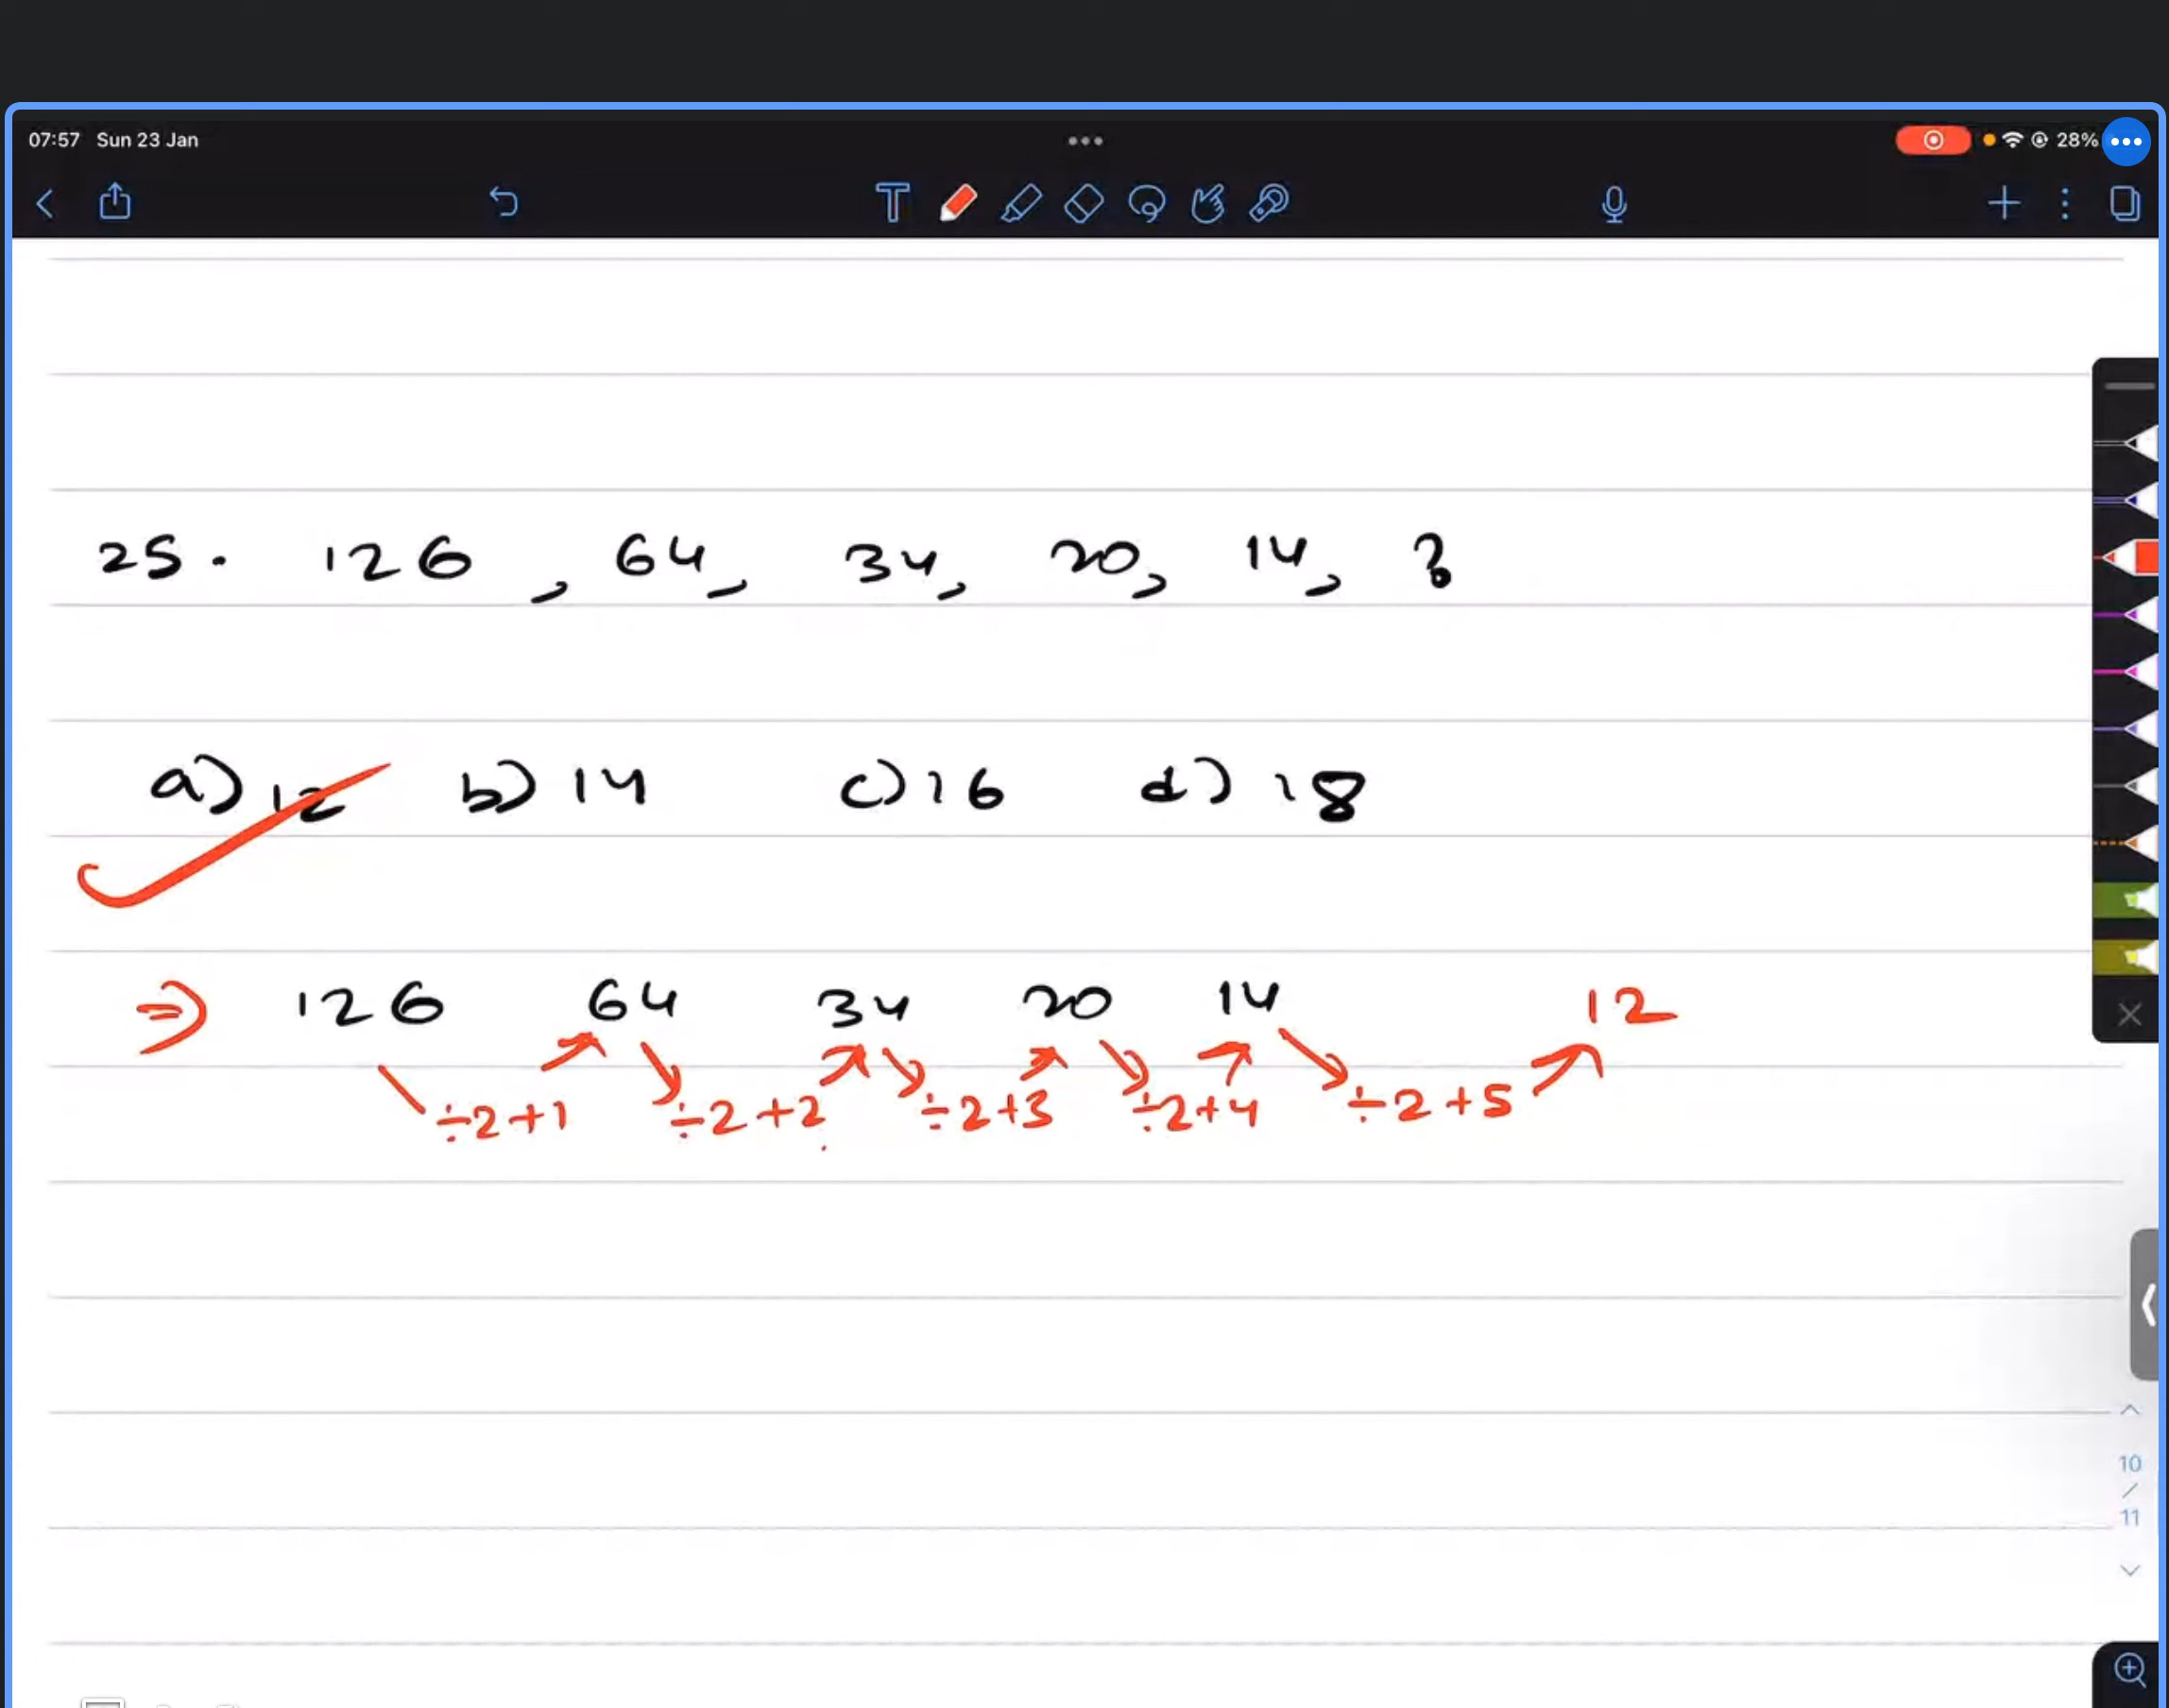 07:57 Sun 23 Jan
28%
25. 126, 64, 34, 20, 14, ?
a) 12 b) 14 c) 16 d) 18
⇒ 126 64 34 20 14 12
÷2+1 ÷2+2 ÷2+3 ÷2+4 ÷2+5
10
/
11